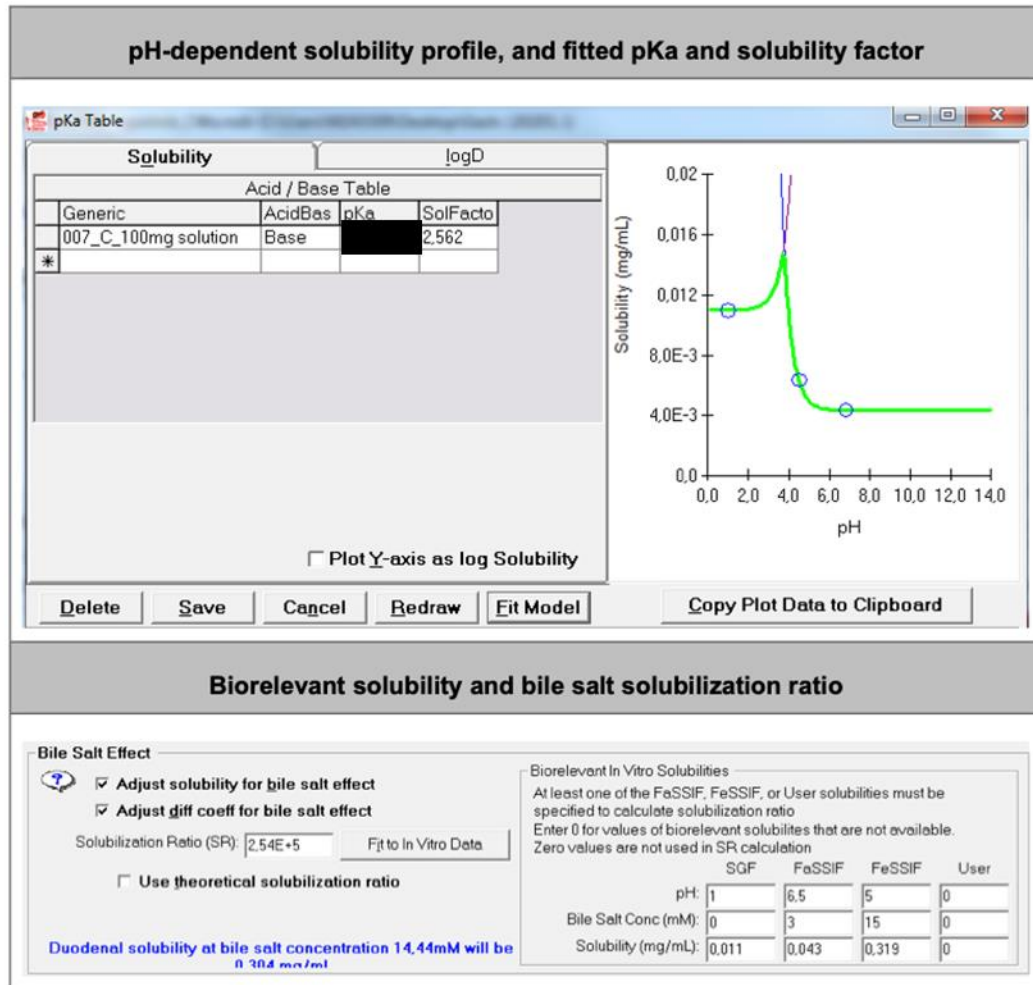 pH-dependent solubility profile, and fitted pKa and solubility factor
pKa Table
Solubility
logD
Acid / Base Table
Generic AcidBas pKa SolFacto
007_C_100mg solution Base 2,562
*
Plot Y-axis as log Solubility
Delete Save Cancel Redraw Fit Model
Solubility (mg/mL)
0,02
0,016
0,012
8,0E-3
4,0E-3
0,0
0,0 2,0 4,0 6,0 8,0 10,0 12,0 14,0
pH
Copy Plot Data to Clipboard
Biorelevant solubility and bile salt solubilization ratio
Bile Salt Effect
?
Adjust solubility for bile salt effect
Adjust diff coeff for bile salt effect
Solubilization Ratio (SR): 2,54E+5 Fit to In Vitro Data
Use theoretical solubilization ratio
Duodenal solubility at bile salt concentration 14,44mM will be
0.304 mg/mL
Biorelevant In Vitro Solubilities
At least one of the FaSSIF, FeSSIF, or User solubilities must be
specified to calculate solubilization ratio
Enter 0 for values of biorelevant solubilites that are not available.
Zero values are not used in SR calculation
SGF FaSSIF FeSSIF User
pH: 1 6,5 5 0
Bile Salt Conc (mM): 0 3 15 0
Solubility (mg/mL): 0,011 0,043 0,319 0